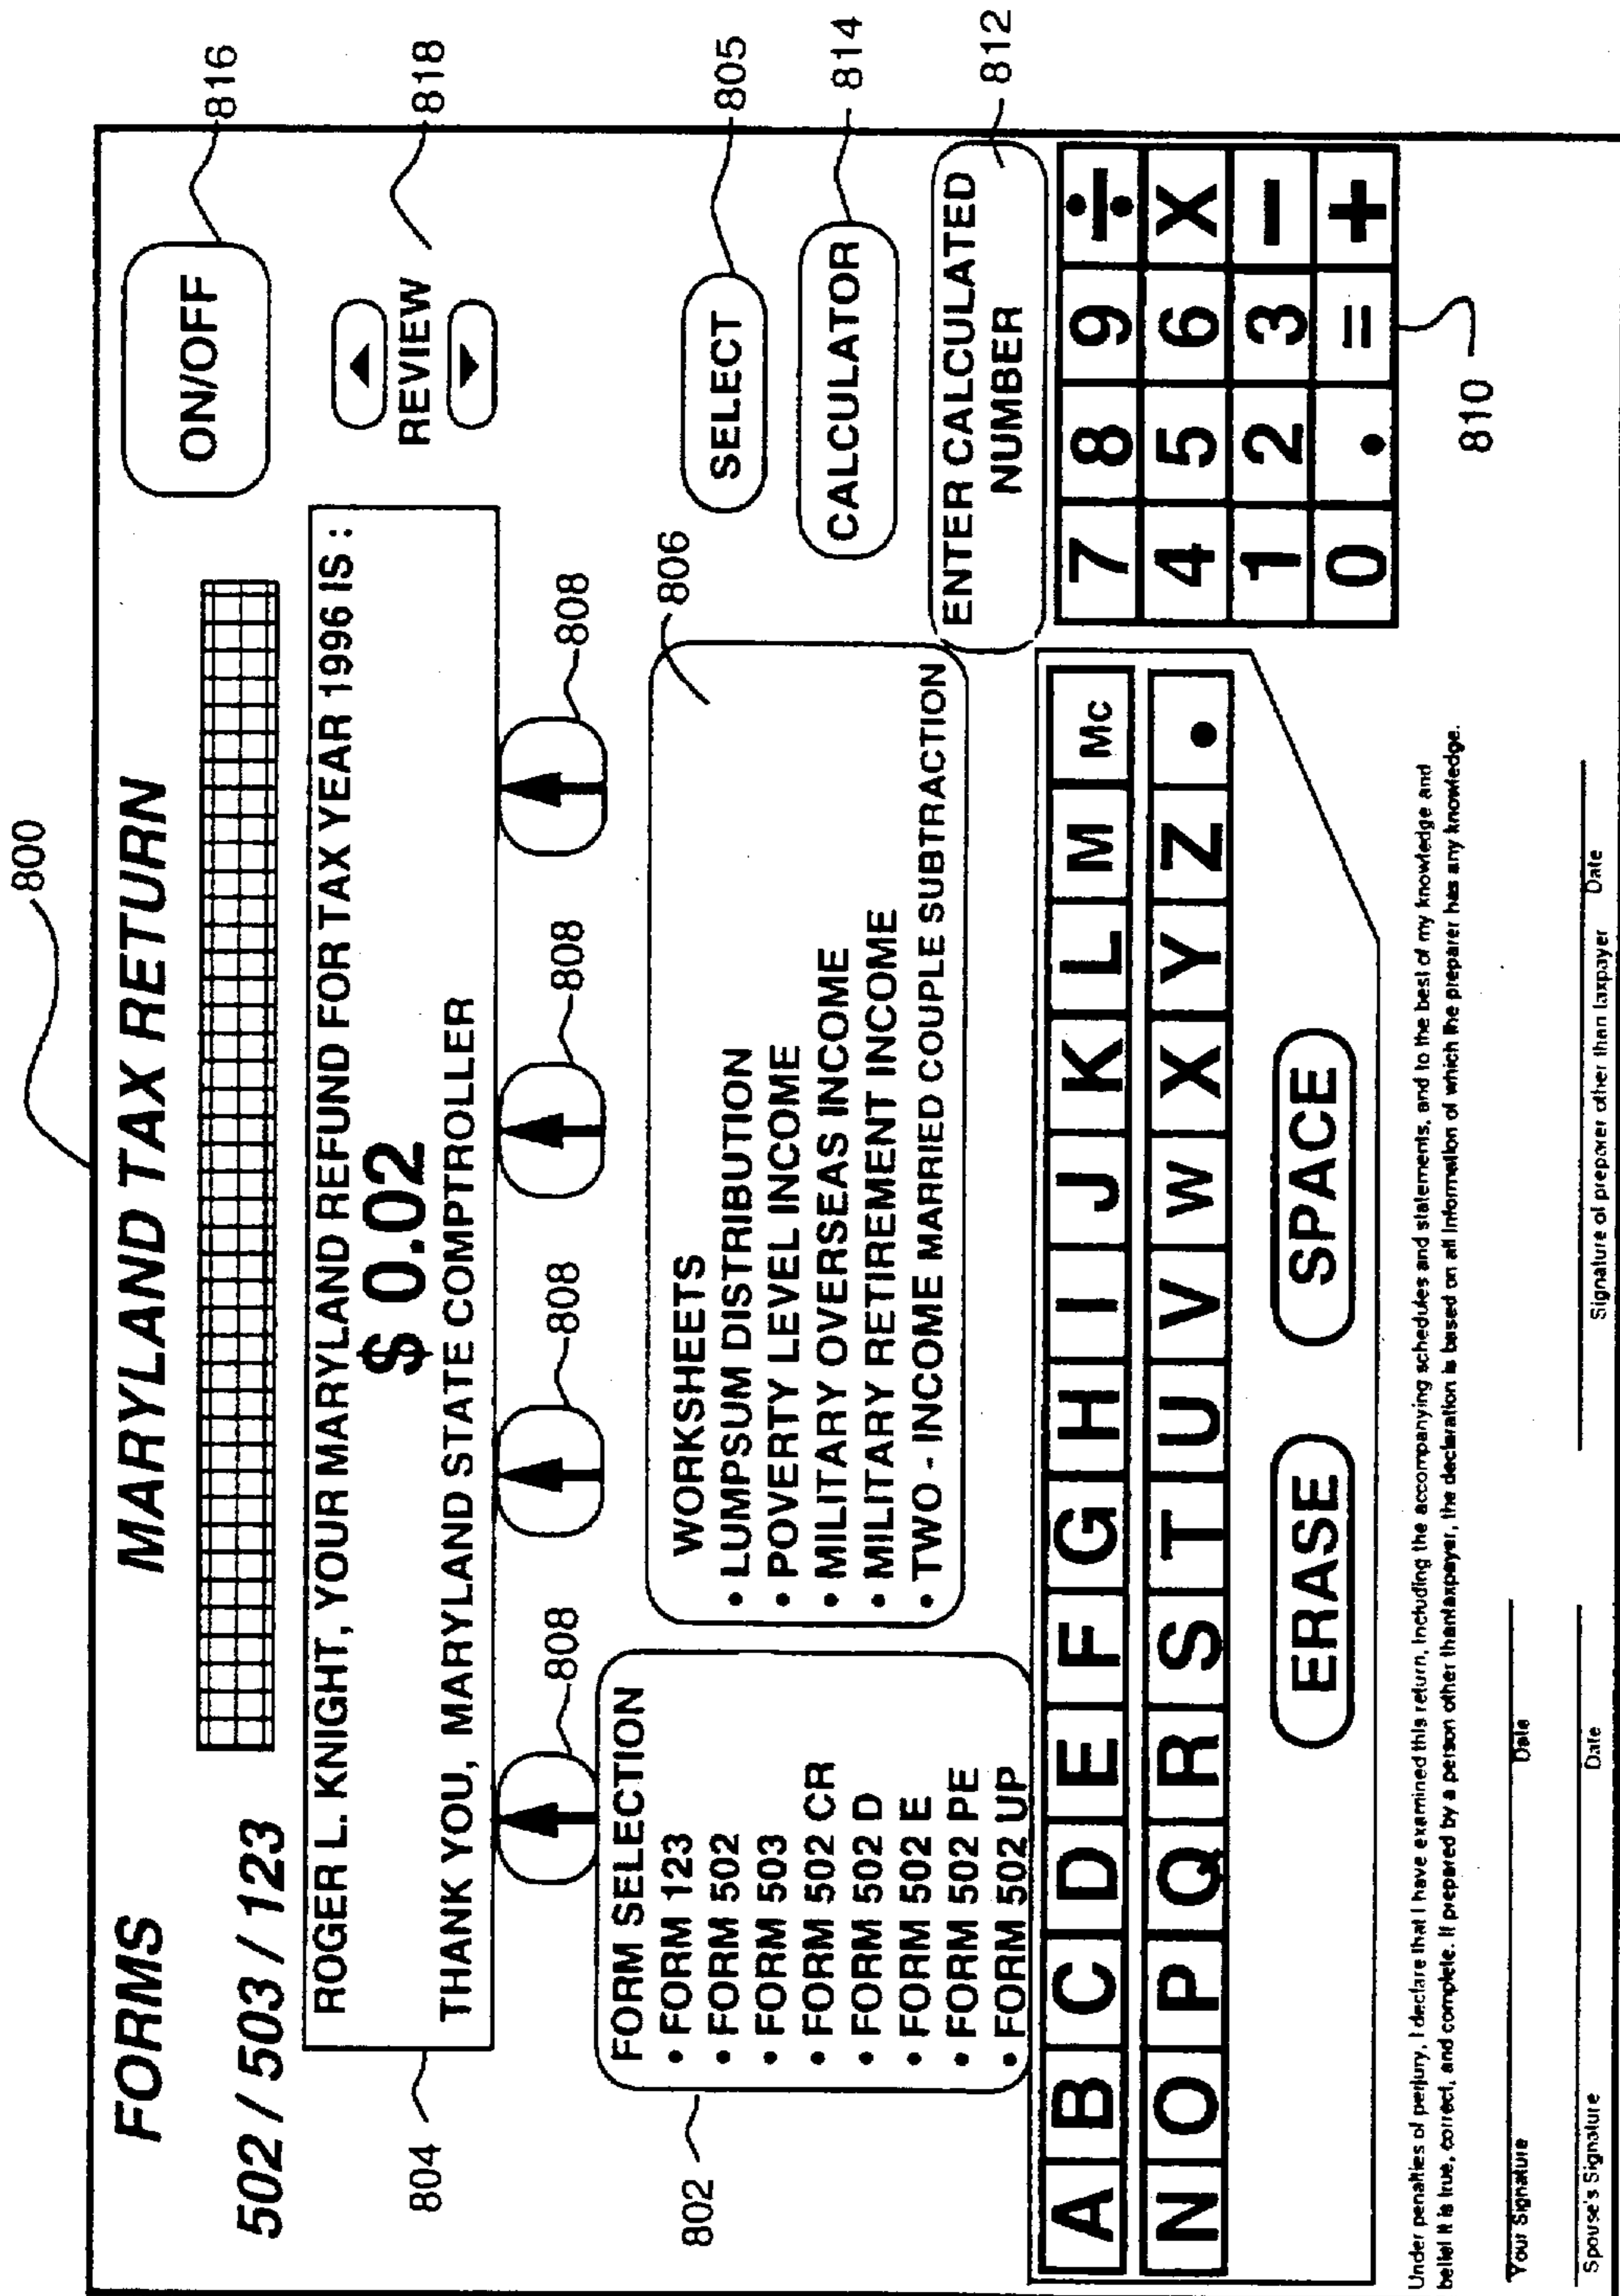 800
FORMS MARYLAND TAX RETURN
502 / 503 / 123
ON/OFF
816
ROGER L. KNIGHT, YOUR MARYLAND REFUND FOR TAX YEAR 1996 IS :
$ 0.02
THANK YOU, MARYLAND STATE COMPTROLLER
804
REVIEW
818
808
808
808
808
802
FORM SELECTION
• FORM 123
• FORM 502
• FORM 503
• FORM 502 CR
• FORM 502 D
• FORM 502 E
• FORM 502 PE
• FORM 502 UP
806
WORKSHEETS
• LUMPSUM DISTRIBUTION
• POVERTY LEVEL INCOME
• MILITARY OVERSEAS INCOME
• MILITARY RETIREMENT INCOME
• TWO - INCOME MARRIED COUPLE SUBTRACTION
SELECT
805
CALCULATOR
814
ENTER CALCULATED
NUMBER
812
A B C D E F G H I J K L M Mc
N O P Q R S T U V W X Y Z .
ERASE SPACE
7 8 9 ÷
4 5 6 X
1 2 3 −
0 . = +
810
Under penalties of perjury, I declare that I have examined this return, including the accompanying schedules and statements, and to the best of my knowledge and
belief it is true, correct, and complete. If prepared by a person other thantaxpayer, the declaration is based on all information of which the preparer has any knowledge.
Your Signature Date
Spouse's Signature Date
Signature of preparer other than taxpayer Date